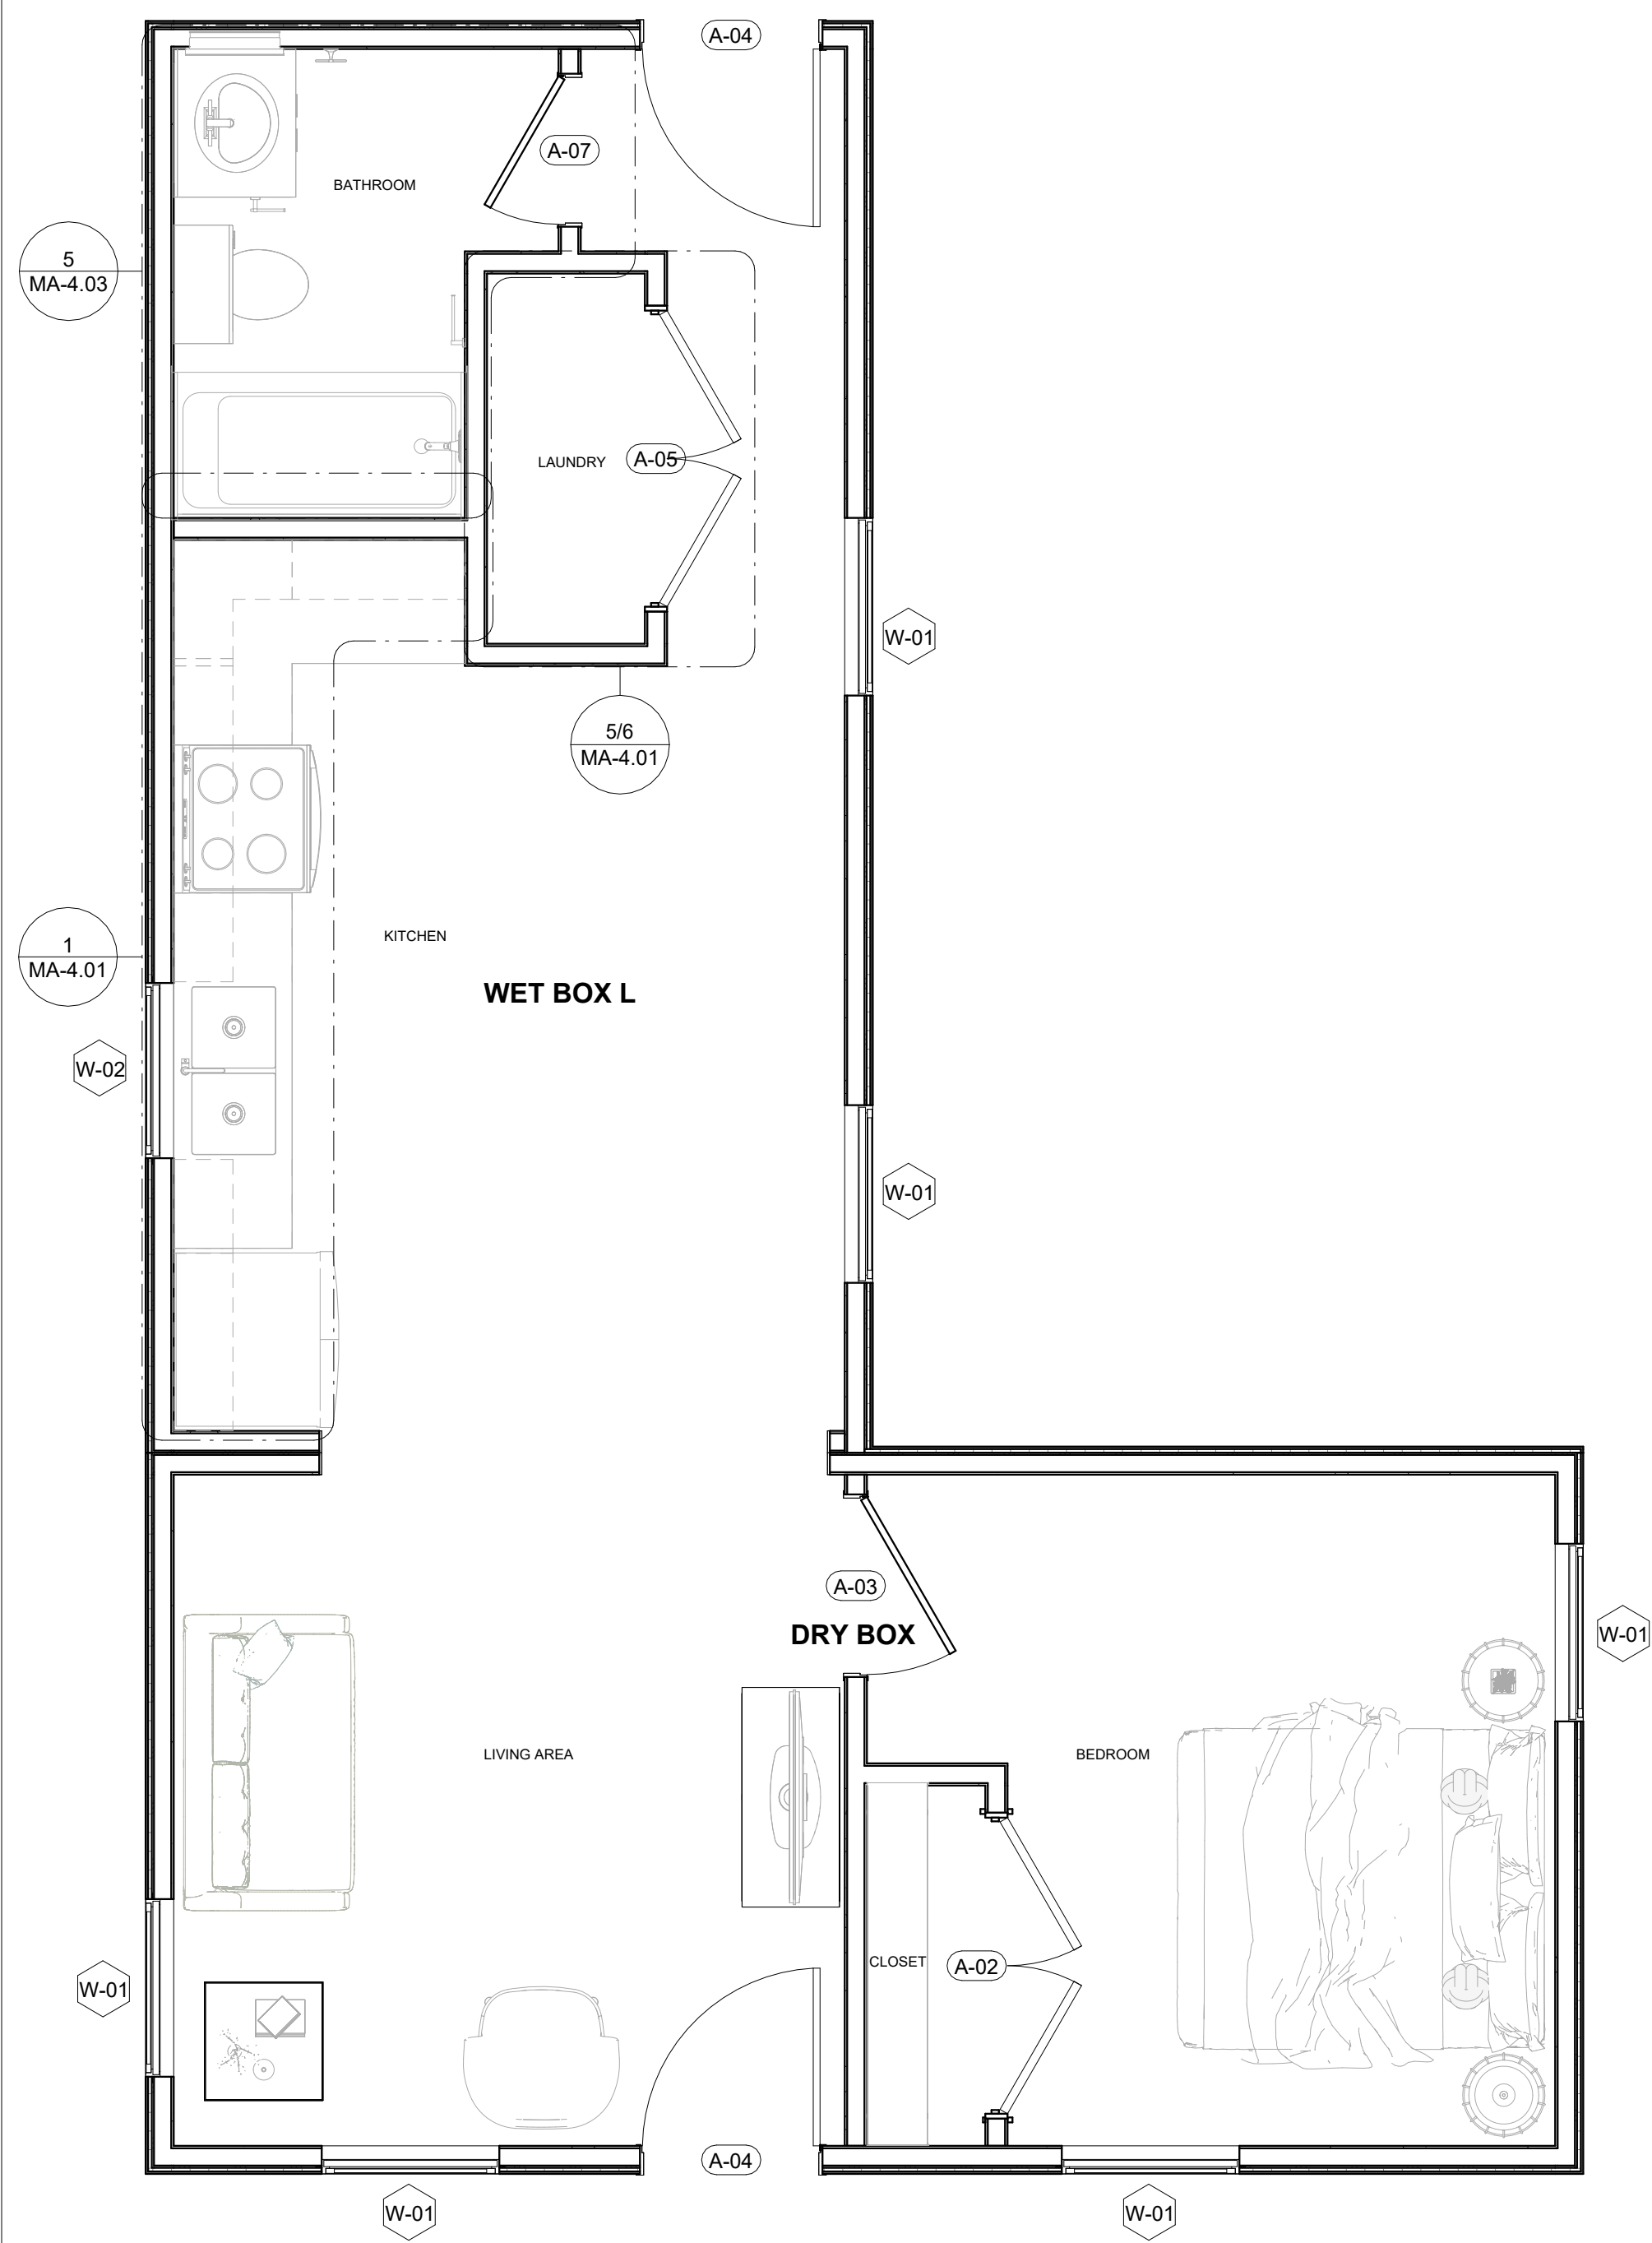 A-04
A-07
BATHROOM
5
MA-4.03
LAUNDRY
A-05
W-01
5/6
MA-4.01
KITCHEN
1
MA-4.01
WET BOX L
W-02
W-01
A-03
DRY BOX
W-01
LIVING AREA
BEDROOM
CLOSET
A-02
W-01
A-04
W-01
W-01